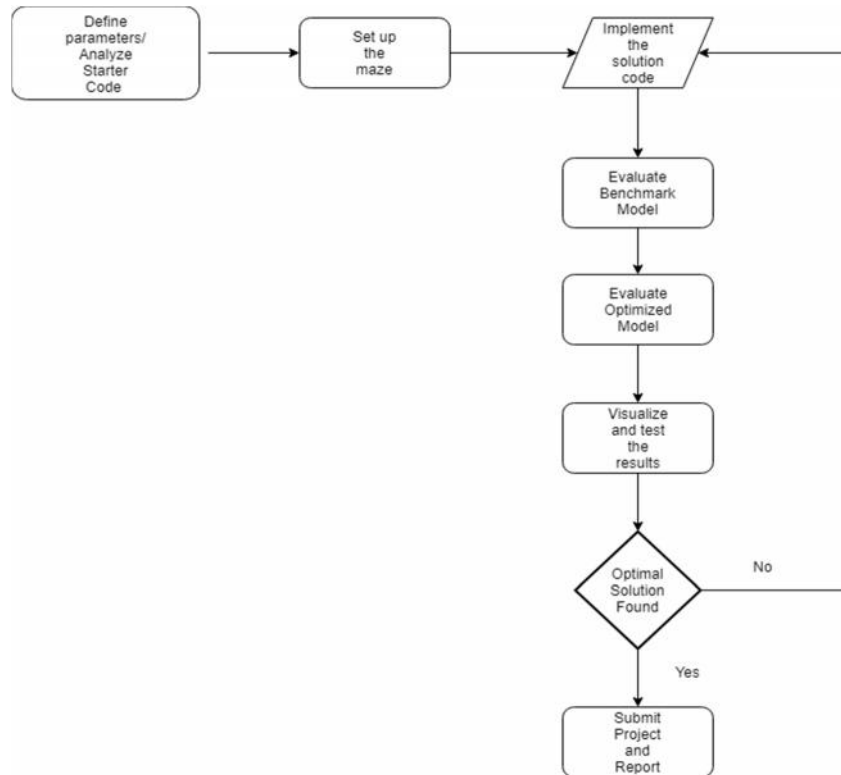 Define
parameters/
Analyze
Starter
Code
Set up
the
maze
Implement
the
solution
code
Evaluate
Benchmark
Model
Evaluate
Optimized
Model
Visualize
and test
the
results
Optimal
Solution
Found
No
Yes
Submit
Project
and
Report